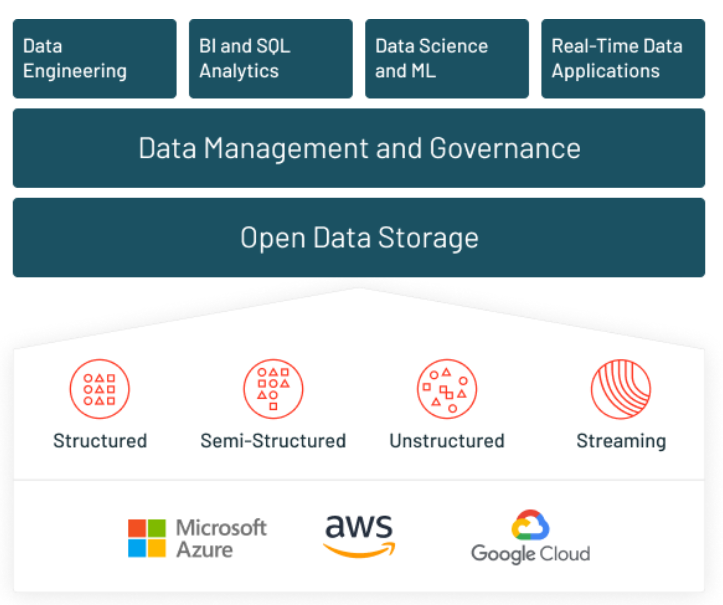 Data
Engineering
BI and SQL
Analytics
Data Science
and ML
Real-Time Data
Applications
Data Management and Governance
Open Data Storage
Structured
Semi-Structured
Unstructured
Streaming
Microsoft
Azure
aws
Google Cloud